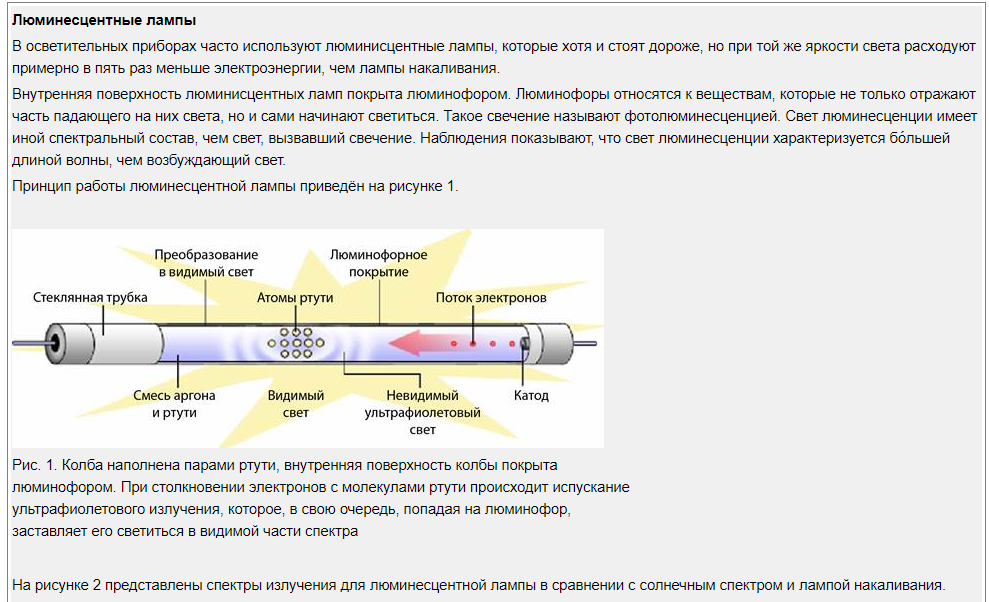 Люминесцентные лампы
В осветительных приборах часто используют люминисцентные лампы, которые хотя и стоят дороже, но при той же яркости света расходуют
примерно в пять раз меньше электроэнергии, чем лампы накаливания.
Внутренняя поверхность люминисцентных ламп покрыта люминофором. Люминофоры относятся к веществам, которые не только отражают
часть падающего на них света, но и сами начинают светиться. Такое свечение называют фотолюминесценцией. Свет люминесценции имеет
иной спектральный состав, чем свет, вызвавший свечение. Наблюдения показывают, что свет люминесценции характеризуется бо́льшей
длиной волны, чем возбуждающий свет.
Принцип работы люминесцентной лампы приведён на рисунке 1.
Преобразование
в видимый свет
Люминофорное
покрытие
Стеклянная трубка
Атомы ртути
Поток электронов
Смесь аргона
и ртути
Видимый
свет
Невидимый
ультрафиолетовый
свет
Катод
Рис. 1. Колба наполнена парами ртути, внутренняя поверхность колбы покрыта
люминофором. При столкновении электронов с молекулами ртути происходит испускание
ультрафиолетового излучения, которое, в свою очередь, попадая на люминофор,
заставляет его светиться в видимой части спектра
На рисунке 2 представлены спектры излучения для люминесцентной лампы в сравнении с солнечным спектром и лампой накаливания.